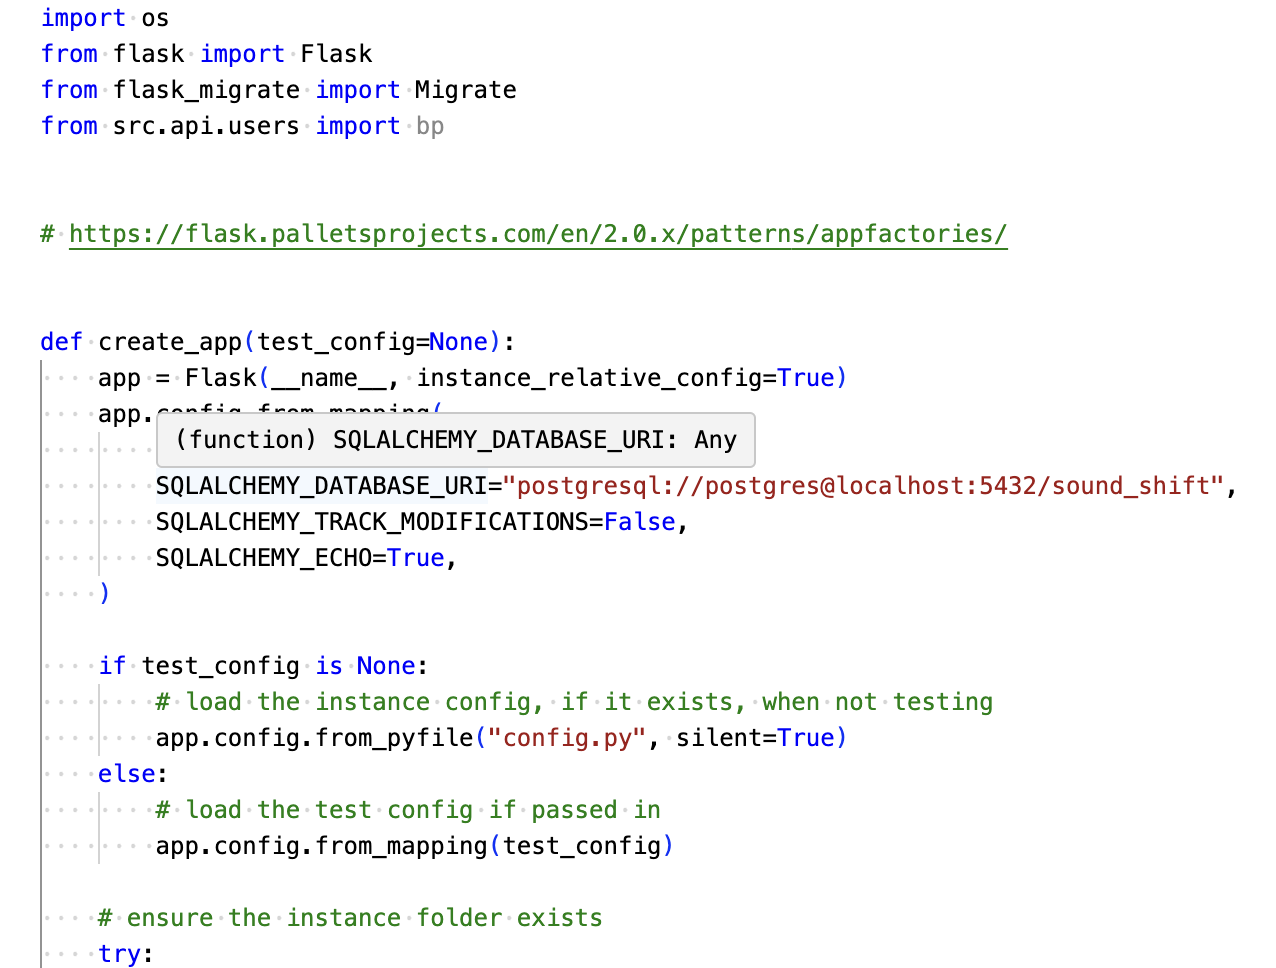 import os
from flask import Flask
from flask_migrate import Migrate
from src.api.users import bp
# https://flask.palletsprojects.com/en/2.0.x/patterns/appfactories/
def create_app(test_config=None):
app = Flask(__name__, instance_relative_config=True)
app.config.from_mapping(
(function) SQLALCHEMY_DATABASE_URI: Any
SQLALCHEMY_DATABASE_URI="postgresql://postgres@localhost:5432/sound_shift",
SQLALCHEMY_TRACK_MODIFICATIONS=False,
SQLALCHEMY_ECHO=True,
)
if test_config is None:
# load the instance config, if it exists, when not testing
app.config.from_pyfile("config.py", silent=True)
else:
# load the test config if passed in
app.config.from_mapping(test_config)
# ensure the instance folder exists
try: